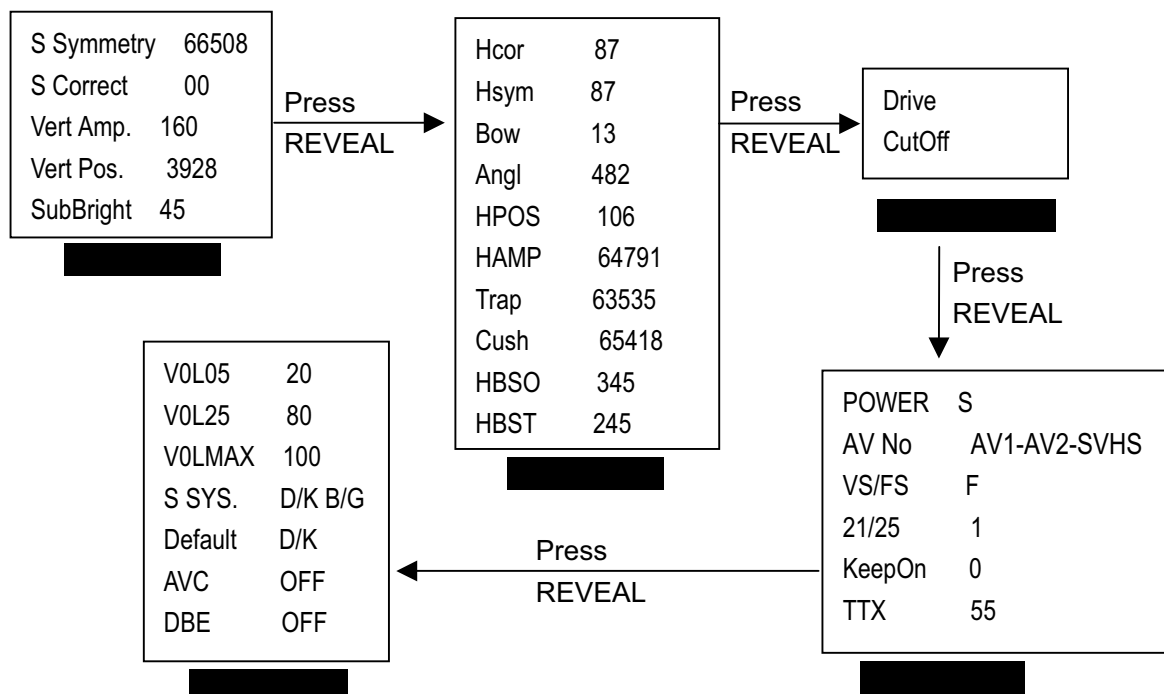 S Symmetry 66508
S Correct 00
Vert Amp. 160
Vert Pos. 3928
SubBright 45
Press
REVEAL
Hcor 87
Hsym 87
Bow 13
Angl 482
HPOS 106
HAMP 64791
Trap 63535
Cush 65418
HBSO 345
HBST 245
Press
REVEAL
Drive
CutOff
Press
REVEAL
POWER S
AV No AV1-AV2-SVHS
VS/FS F
21/25 1
KeepOn 0
TTX 55
Press
REVEAL
V0L05 20
V0L25 80
V0LMAX 100
S SYS. D/K B/G
Default D/K
AVC OFF
DBE OFF